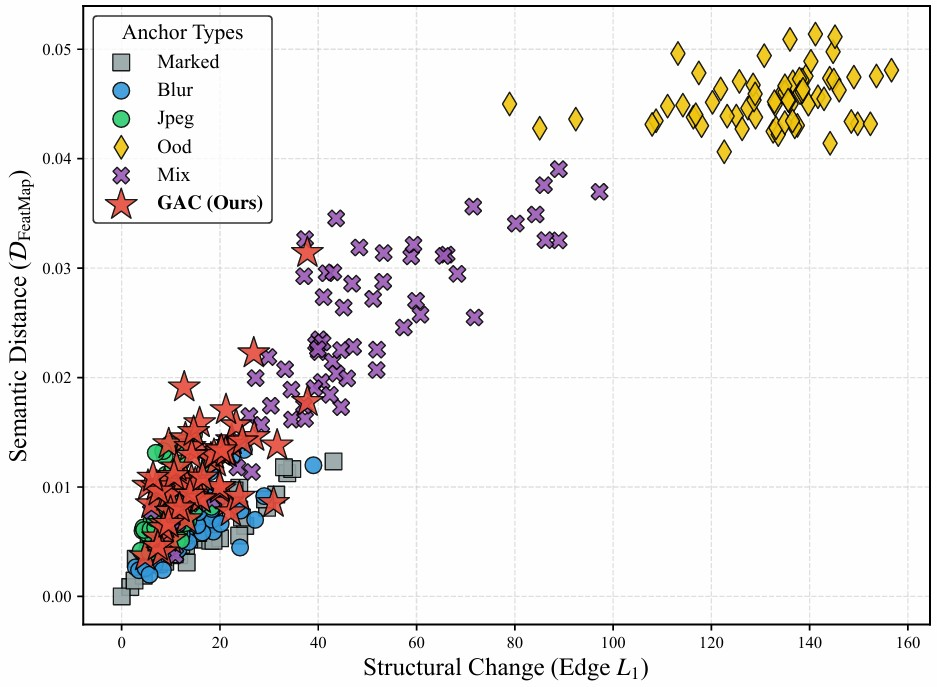 Anchor Types
Marked
Blur
Jpeg
Ood
Mix
GAC (Ours)
0.05
0.04
0.03
0.02
0.01
0.00
Semantic Distance (𝒟FeatMap)
0
20
40
60
80
100
120
140
160
Structural Change (Edge L₁)